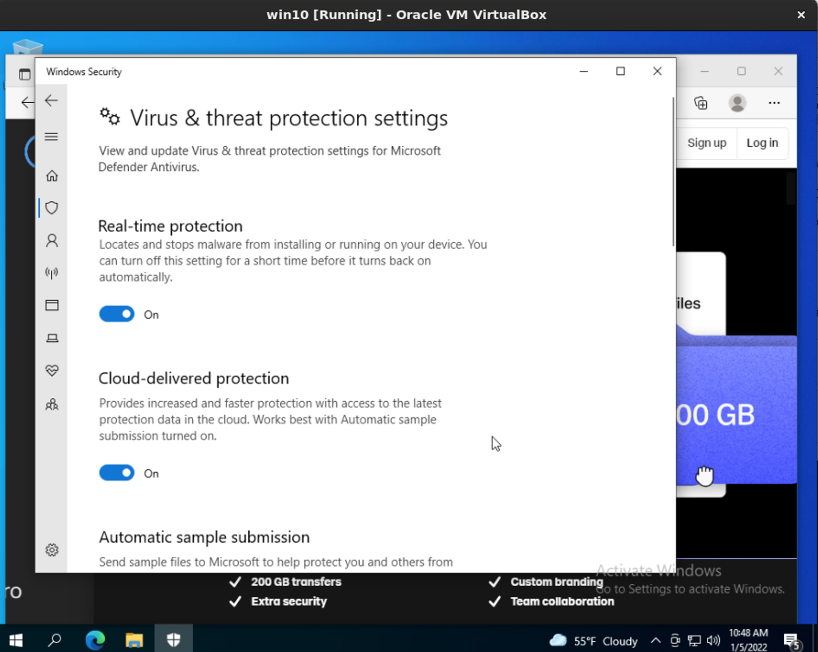 win10 [Running] - Oracle VM VirtualBox
Windows Security
Virus & threat protection settings
View and update Virus & threat protection settings for Microsoft
Defender Antivirus.
Real-time protection
Locates and stops malware from installing or running on your device. You
can turn off this setting for a short time before it turns back on
automatically.
On
Cloud-delivered protection
Provides increased and faster protection with access to the latest
protection data in the cloud. Works best with Automatic sample
submission turned on.
On
Automatic sample submission
Send sample files to Microsoft to help protect you and others from
Sign up
Log in
iles
00 GB
ro
200 GB transfers
Extra security
Custom branding
Team collaboration
Activate Windows
Go to Settings to activate Windows.
55°F Cloudy
10:48 AM
1/5/2022
5